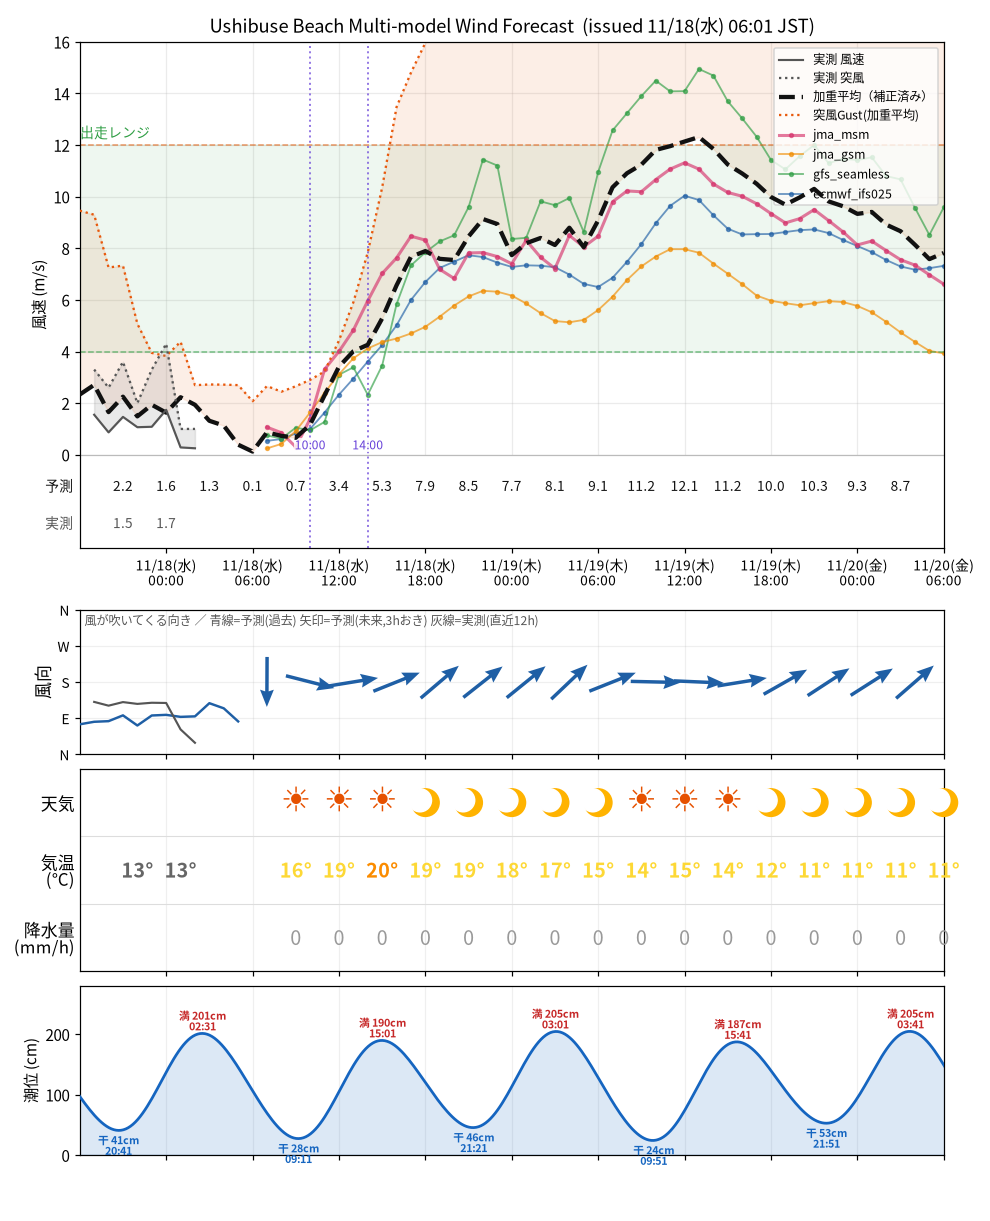 Ushibuse Beach Multi-model Wind Forecast (issued 11/18(水) 06:01 JST)
16
14
12
10
8
6
4
2
0
風速 (m/s)
出走レンジ
実測 風速
実測 突風
加重平均（補正済み）
突風Gust(加重平均)
jma_msm
jma_gsm
gfs_seamless
ecmwf_ifs025
10:00 14:00
予測 2.2 1.6 1.3 0.1 0.7 3.4 5.3 7.9 8.5 7.7 8.1 9.1 11.2 12.1 11.2 10.0 10.3 9.3 8.7
実測 1.5 1.7
11/18(水) 11/18(水) 11/18(水) 11/18(水) 11/19(木) 11/19(木) 11/19(木) 11/19(木) 11/20(金) 11/20(金)
00:00 06:00 12:00 18:00 00:00 06:00 12:00 18:00 00:00 06:00
風が吹いてくる向き ／ 青線=予測(過去) 矢印=予測(未来,3hおき) 灰線=実測(直近12h)
風向
N
W
S
E
N
天気
気温
(°C)
13° 13° 16° 19° 20° 19° 19° 18° 17° 15° 14° 15° 14° 12° 11° 11° 11° 11°
降水量
(mm/h)
0 0 0 0 0 0 0 0 0 0 0 0 0 0 0 0
潮位 (cm)
200
100
0
満 201cm
02:31
満 190cm
15:01
満 205cm
03:01
満 187cm
15:41
満 205cm
03:41
干 41cm
20:41
干 28cm
09:11
干 46cm
21:21
干 24cm
09:51
干 53cm
21:51